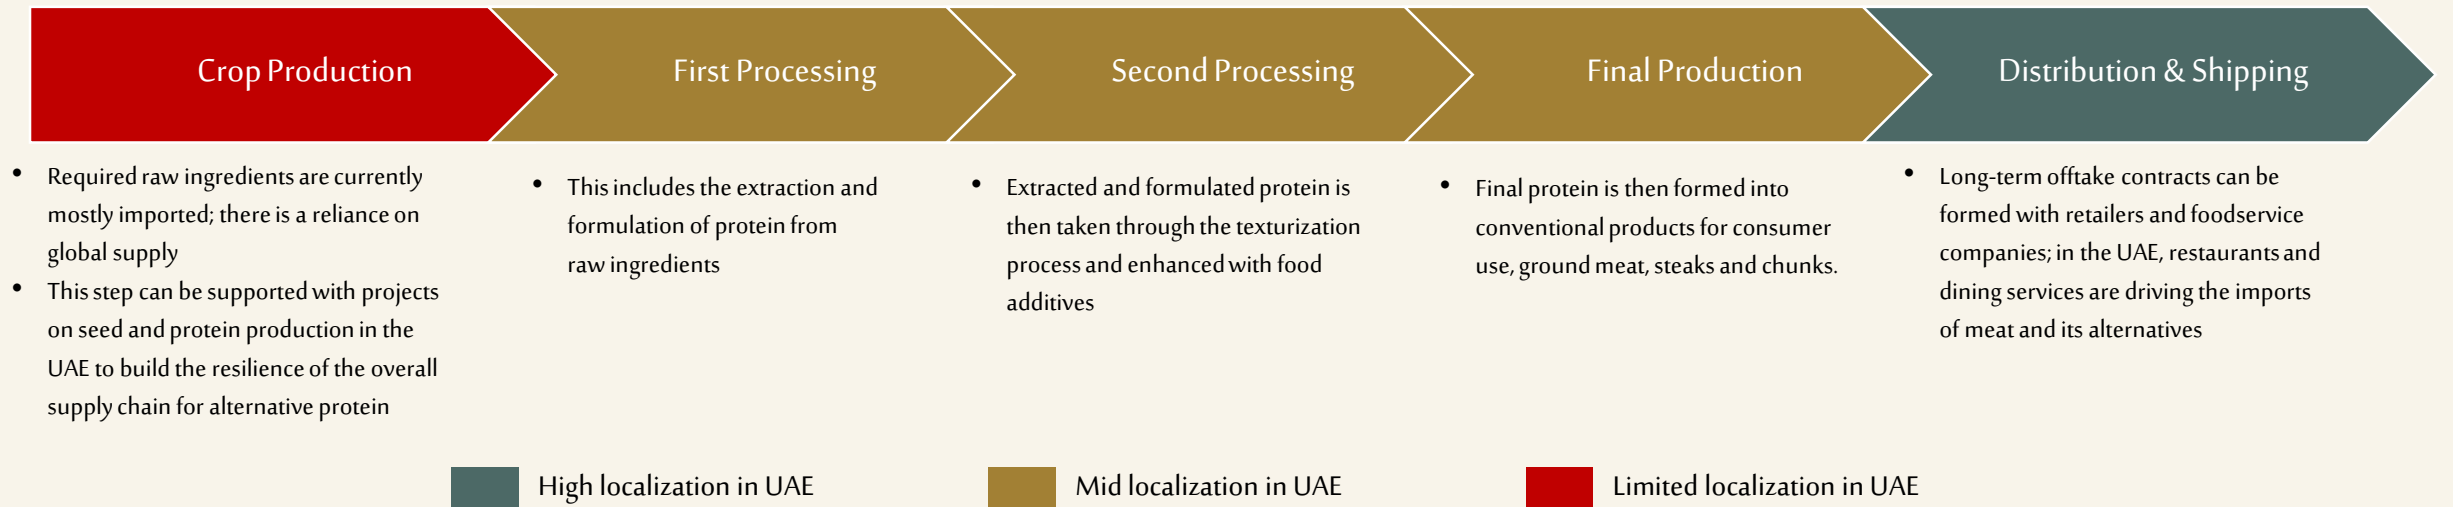 Crop Production
First Processing
Second Processing
Final Production
Distribution & Shipping
• Required raw ingredients are currently
mostly imported; there is a reliance on
global supply
• This step can be supported with projects
on seed and protein production in the
UAE to build the resilience of the overall
supply chain for alternative protein
• This includes the extraction and
formulation of protein from
raw ingredients
• Extracted and formulated protein is
then taken through the texturization
process and enhanced with food
additives
• Final protein is then formed into
conventional products for consumer
use, ground meat, steaks and chunks.
• Long-term offtake contracts can be
formed with retailers and foodservice
companies; in the UAE, restaurants and
dining services are driving the imports
of meat and its alternatives
High localization in UAE
Mid localization in UAE
Limited localization in UAE